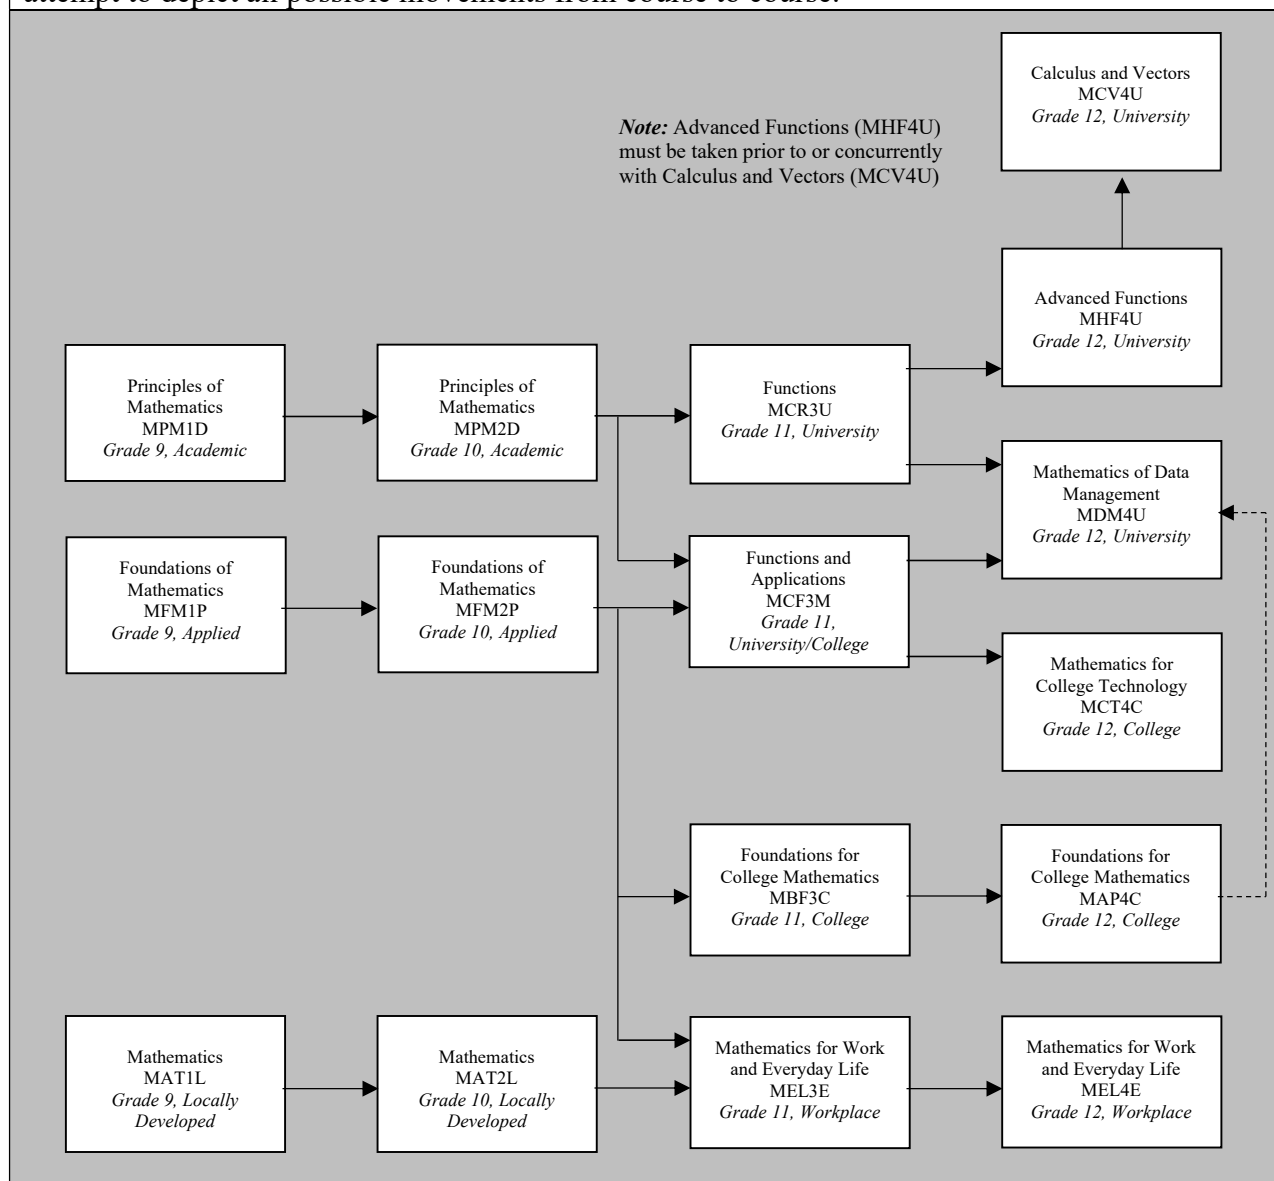 attempt to depict all possible movements from course to course.
Calculus and Vectors
MCV4U
Grade 12, University
Note: Advanced Functions (MHF4U)
must be taken prior to or concurrently
with Calculus and Vectors (MCV4U)
Advanced Functions
MHF4U
Grade 12, University
Principles of
Mathematics
MPM1D
Grade 9, Academic
Principles of
Mathematics
MPM2D
Grade 10, Academic
Functions
MCR3U
Grade 11, University
Mathematics of Data
Management
MDM4U
Grade 12, University
Foundations of
Mathematics
MFM1P
Grade 9, Applied
Foundations of
Mathematics
MFM2P
Grade 10, Applied
Functions and
Applications
MCF3M
Grade 11,
University/College
Mathematics for
College Technology
MCT4C
Grade 12, College
Foundations for
College Mathematics
MBF3C
Grade 11, College
Foundations for
College Mathematics
MAP4C
Grade 12, College
Mathematics
MAT1L
Grade 9, Locally
Developed
Mathematics
MAT2L
Grade 10, Locally
Developed
Mathematics for Work
and Everyday Life
MEL3E
Grade 11, Workplace
Mathematics for Work
and Everyday Life
MEL4E
Grade 12, Workplace